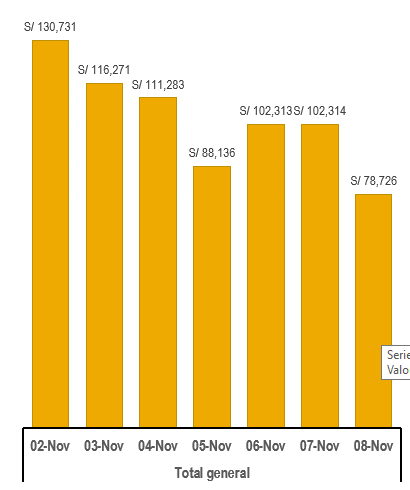 S/ 130,731
S/ 116,271
S/ 111,283
S/ 88,136
S/ 102,313
S/ 102,314
S/ 78,726
Serie
Valo
02-Nov
03-Nov
04-Nov
05-Nov
06-Nov
07-Nov
08-Nov
Total general